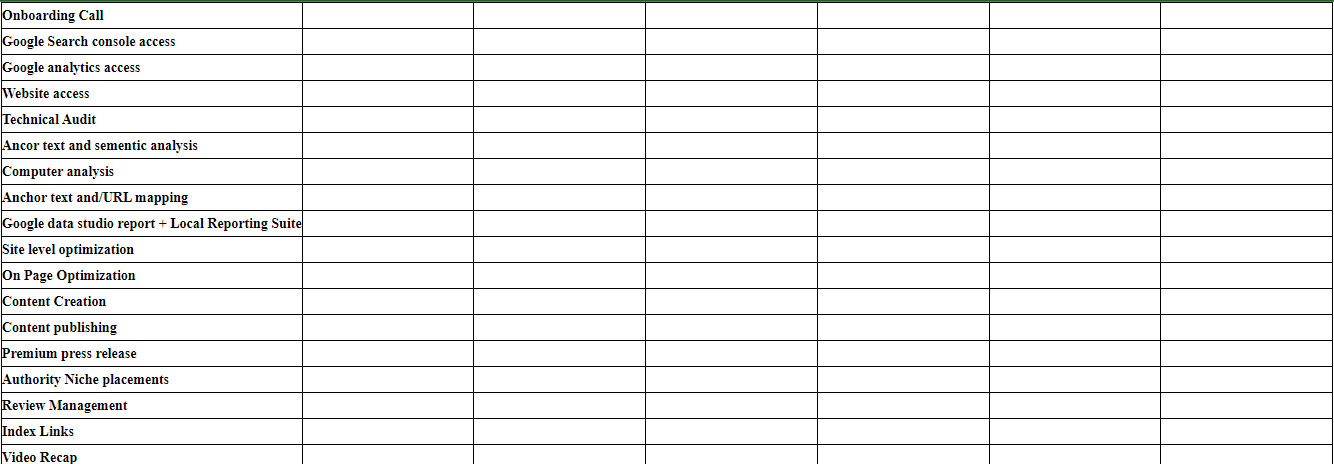 Onboarding Call
Google Search console access
Google analytics access
Website access
Technical Audit
Ancor text and sementic analysis
Computer analysis
Anchor text and/URL mapping
Google data studio report + Local Reporting Suite
Site level optimization
On Page Optimization
Content Creation
Content publishing
Premium press release
Authority Niche placements
Review Management
Index Links
Video Recap